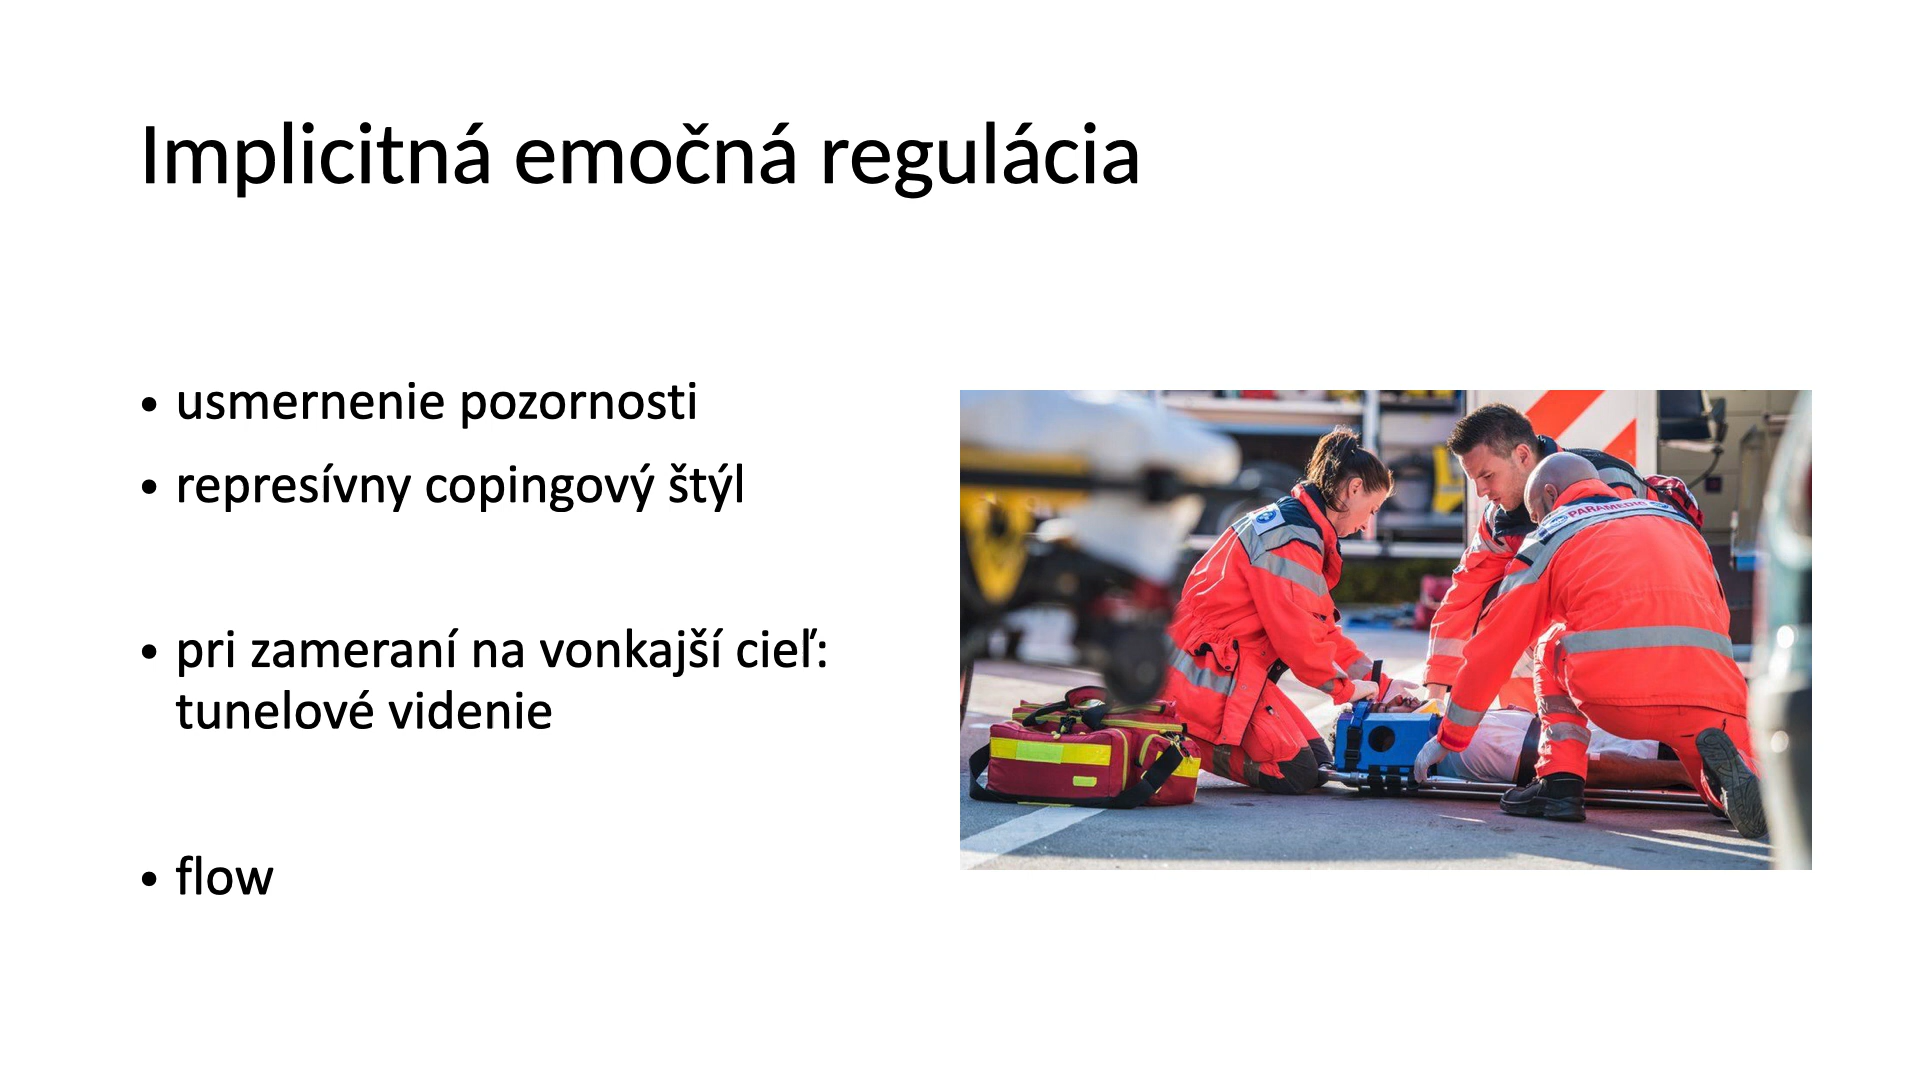 Implicitná emočná regulácia
• usmernenie pozornosti
• represívny copingový štýl
• pri zameraní na vonkajší cieľ:
tunelové videnie
• flow
PARAMEDIC